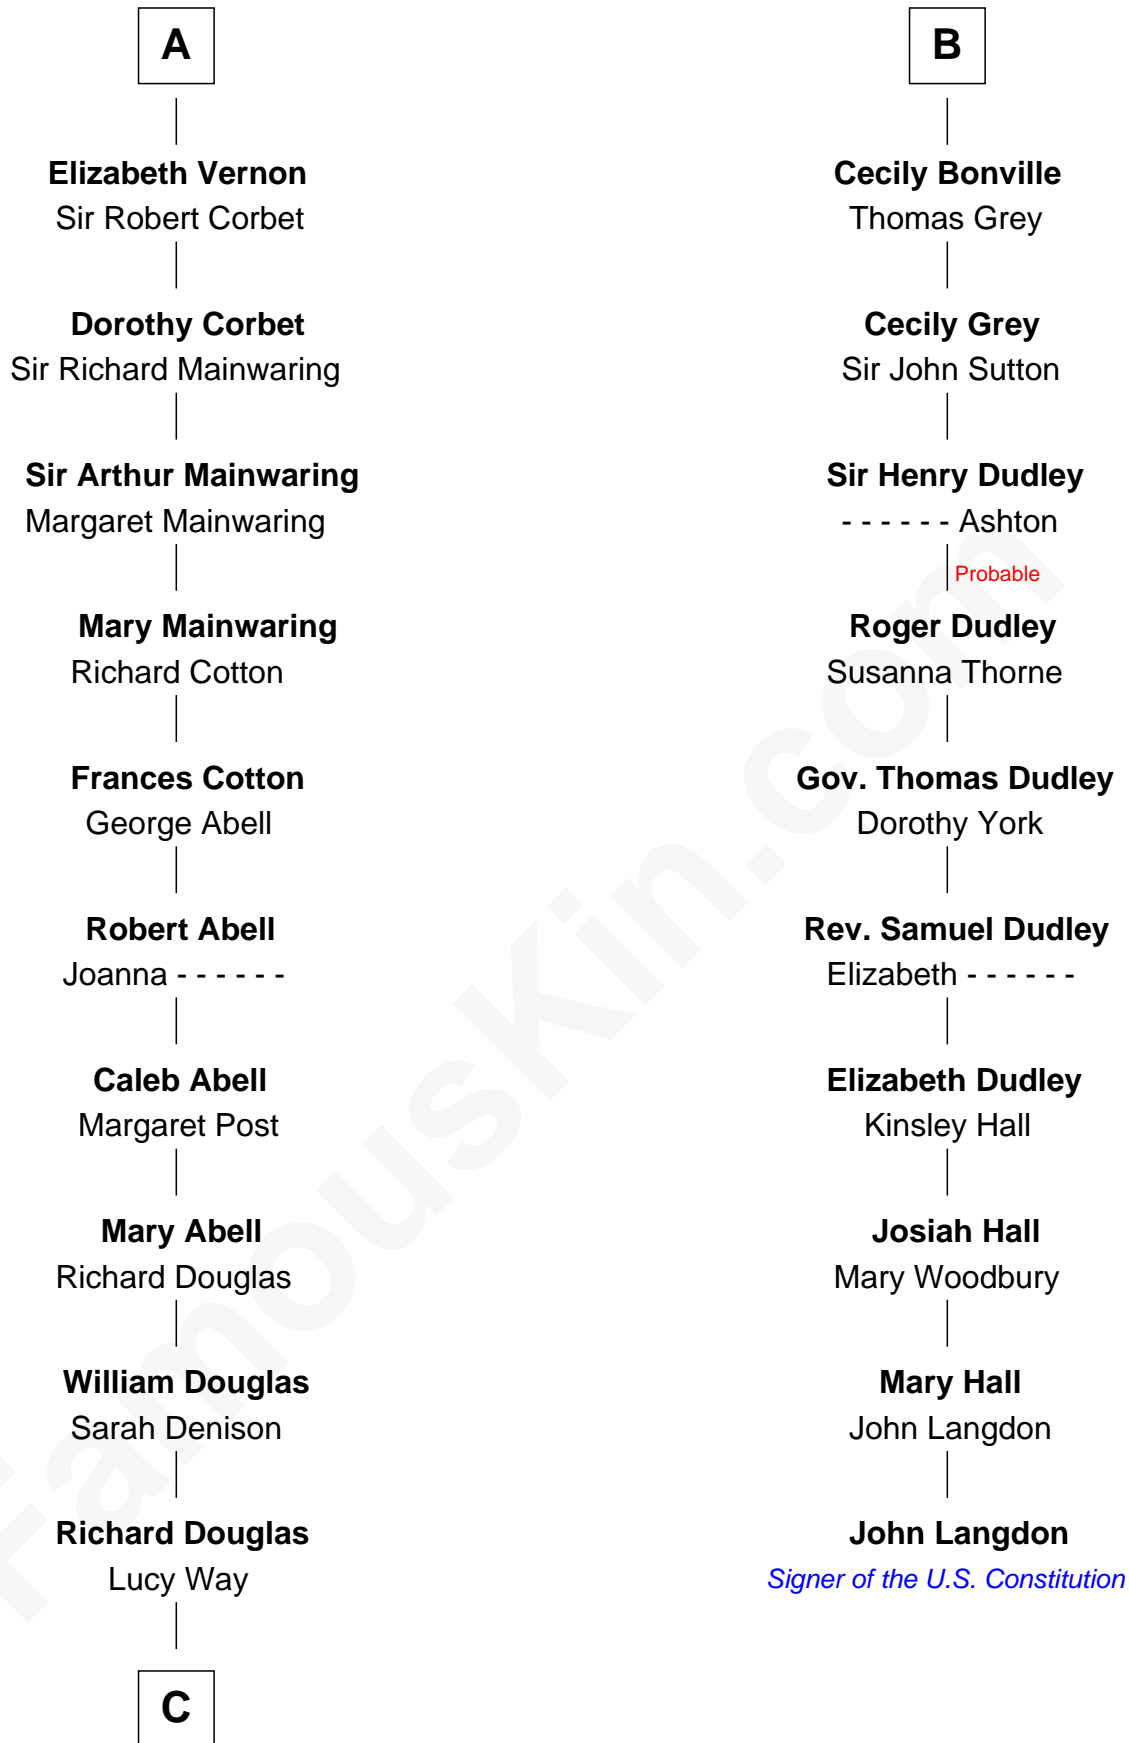 A
Elizabeth Vernon
Sir Robert Corbet
Dorothy Corbet
Sir Richard Mainwaring
Sir Arthur Mainwaring
Margaret Mainwaring
Mary Mainwaring
Richard Cotton
Frances Cotton
George Abell
Robert Abell
Joanna - - - - - -
Caleb Abell
Margaret Post
Mary Abell
Richard Douglas
William Douglas
Sarah Denison
Richard Douglas
Lucy Way
C
B
Cecily Bonville
Thomas Grey
Cecily Grey
Sir John Sutton
Sir Henry Dudley
- - - - - - Ashton
Probable
Roger Dudley
Susanna Thorne
Gov. Thomas Dudley
Dorothy York
Rev. Samuel Dudley
Elizabeth - - - - - -
Elizabeth Dudley
Kinsley Hall
Josiah Hall
Mary Woodbury
Mary Hall
John Langdon
John Langdon
Signer of the U.S. Constitution
FamousKin.com